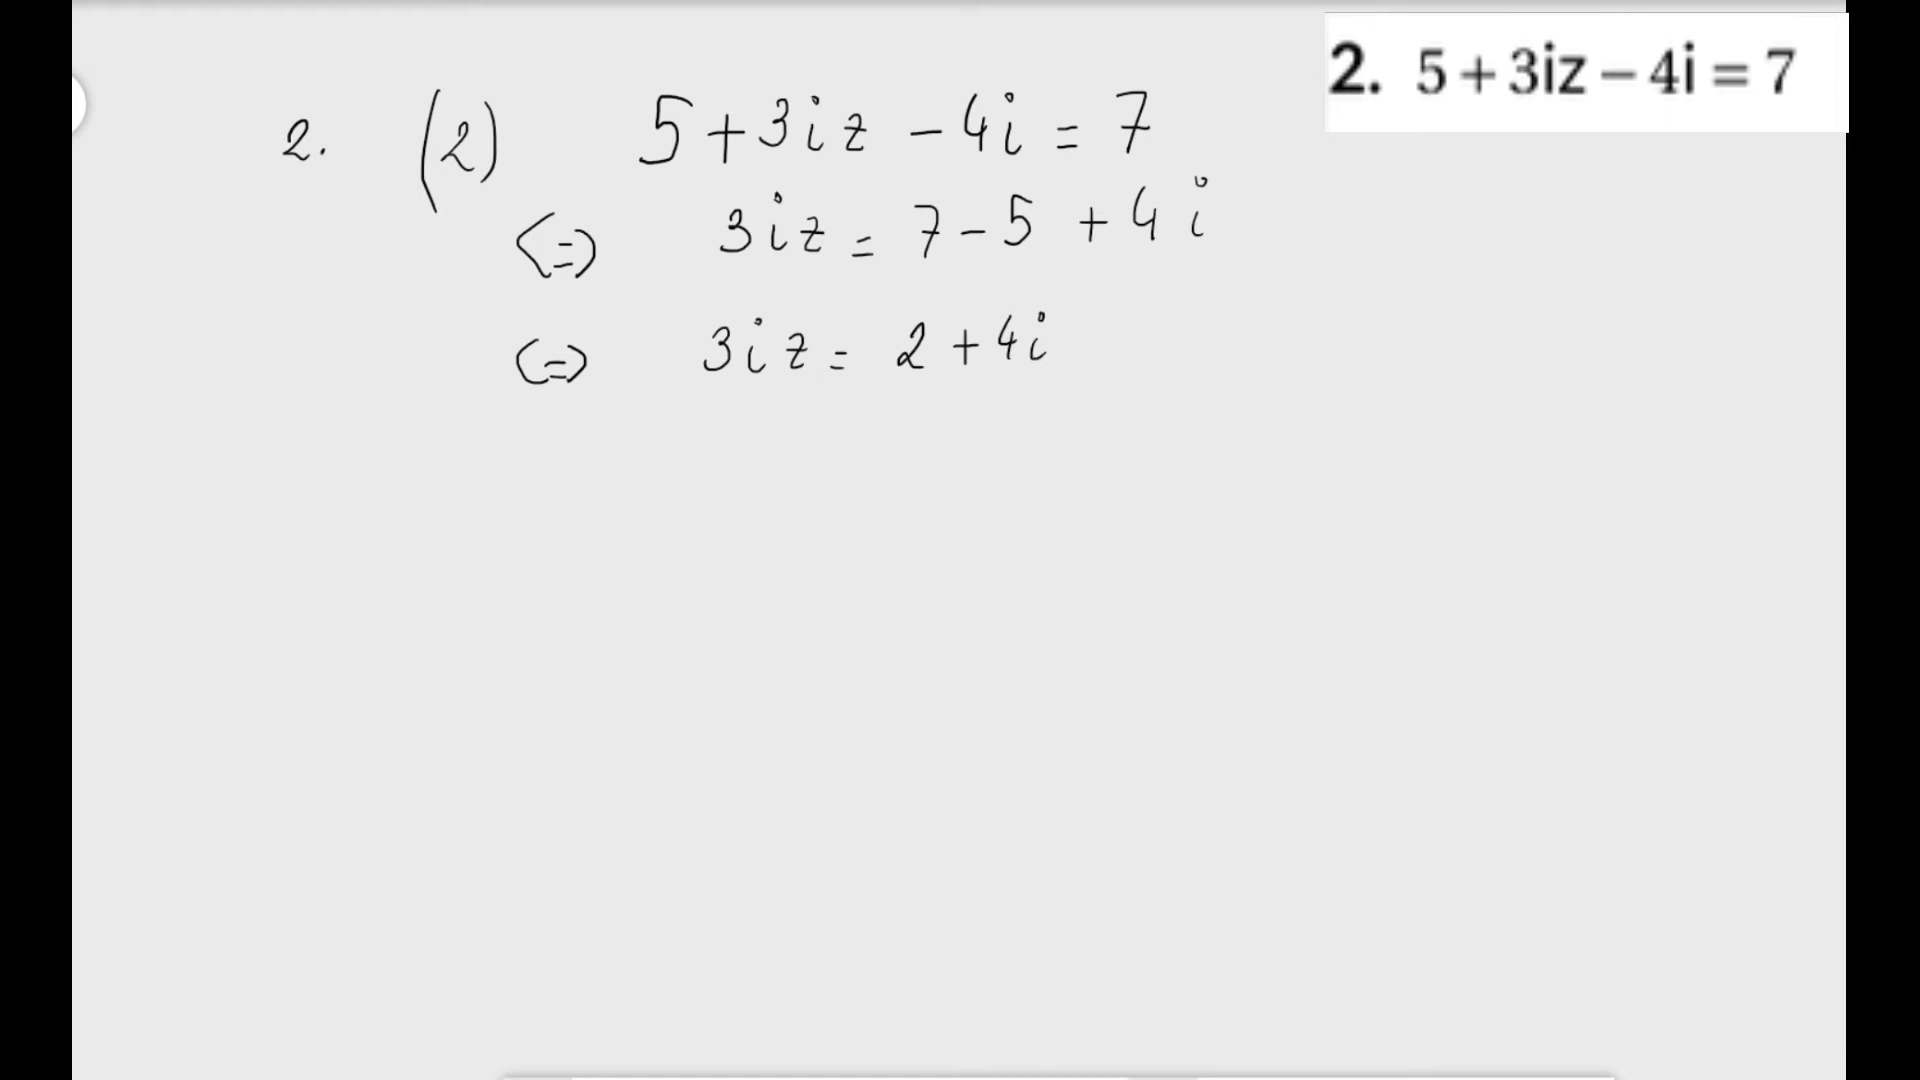 2. 5 + 3iz − 4i = 7
2. (2) 5 + 3iz − 4i = 7
<=> 3iz = 7 − 5 + 4i
<=> 3iz = 2 + 4i